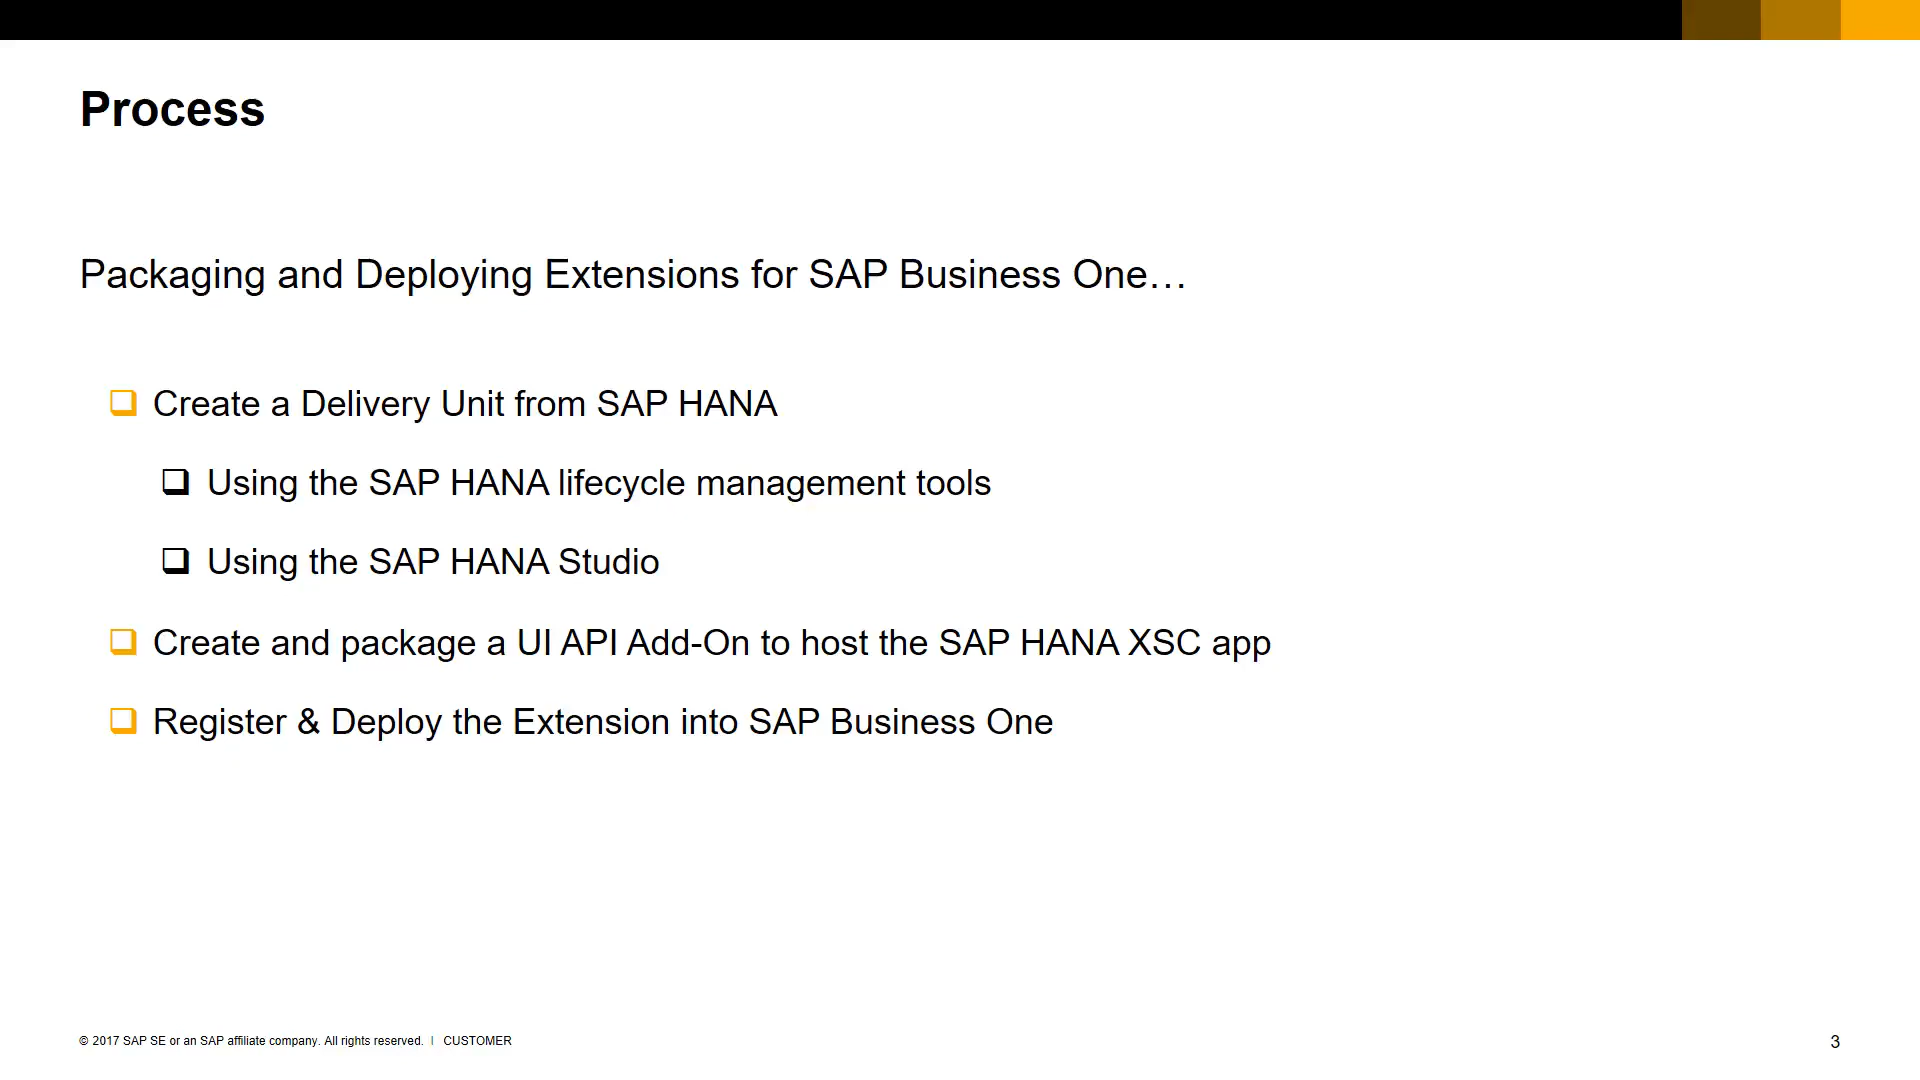 Process
Packaging and Deploying Extensions for SAP Business One…
Create a Delivery Unit from SAP HANA
Using the SAP HANA lifecycle management tools
Using the SAP HANA Studio
Create and package a UI API Add-On to host the SAP HANA XSC app
Register & Deploy the Extension into SAP Business One
© 2017 SAP SE or an SAP affiliate company. All rights reserved. | CUSTOMER
3